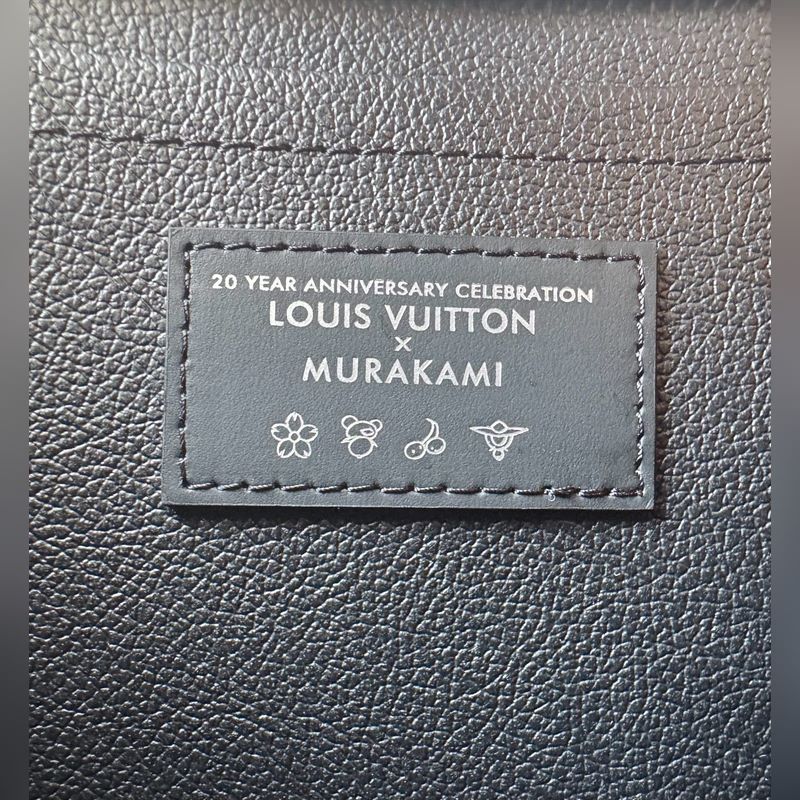 20 YEAR ANNIVERSARY CELEBRATION
LOUIS VUITTON
×
MURAKAMI